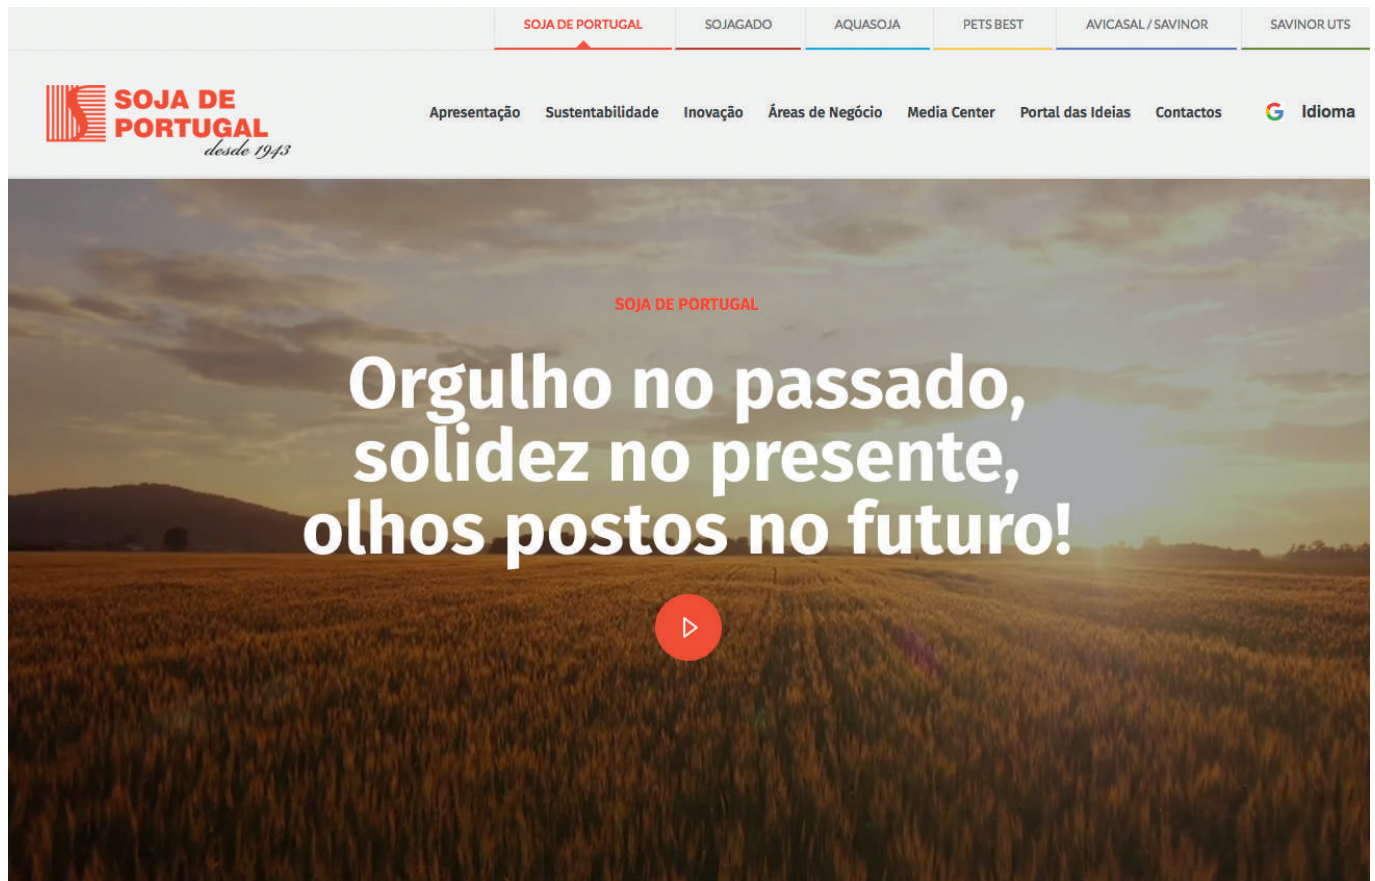 SOJA DE PORTUGAL SOJAGADO AQUASOJA PETS BEST AVICASAL / SAVINOR SAVINOR UTS
SOJA DE
PORTUGAL
desde 1943
Apresentação Sustentabilidade Inovação Áreas de Negócio Media Center Portal das Ideias Contactos G Idioma
SOJA DE PORTUGAL
Orgulho no passado,
solidez no presente,
olhos postos no futuro!